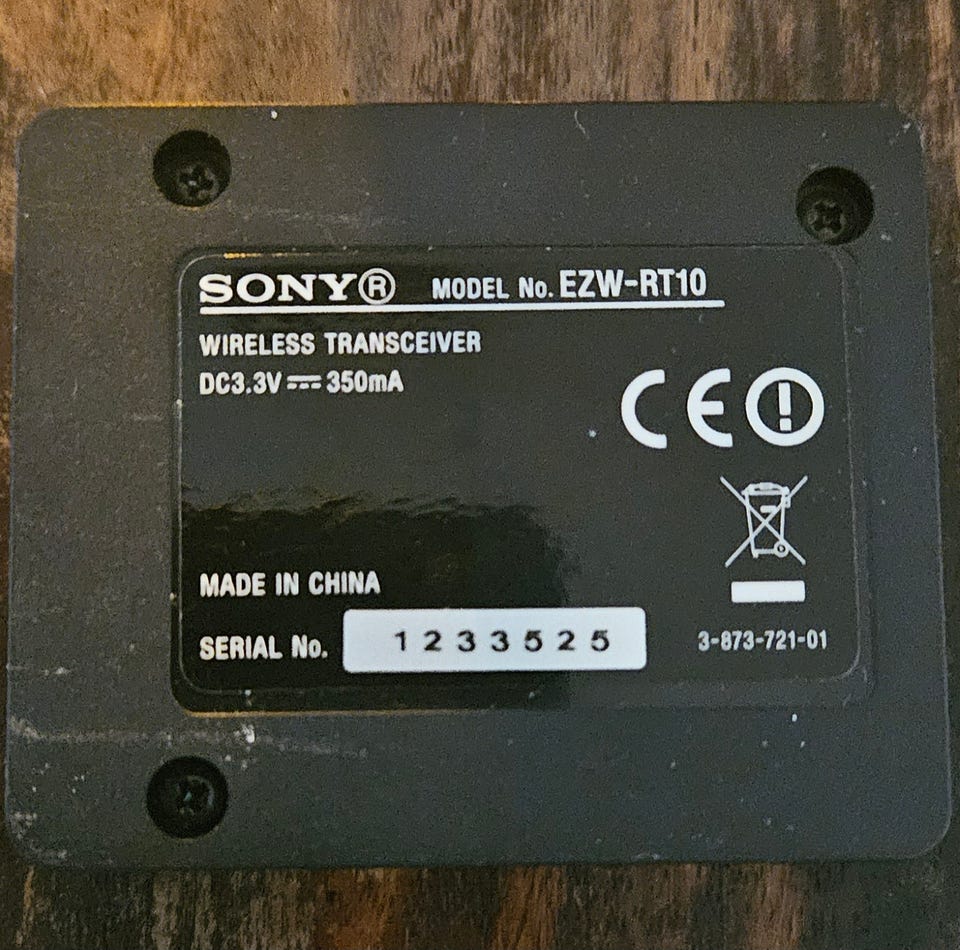 SONY® MODEL No. EZW-RT10
WIRELESS TRANSCEIVER
DC3.3V ⎓ 350mA
CE
MADE IN CHINA
SERIAL No. 1233525
3-873-721-01